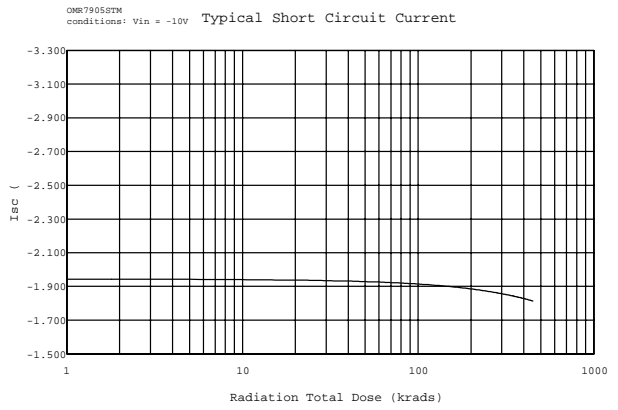 OMR7905STM
conditions: Vin = -10V
Typical Short Circuit Current
-3.300
-3.100
-2.900
-2.700
-2.500
-2.300
-2.100
-1.900
-1.700
-1.500
Isc (
1
10
100
1000
Radiation Total Dose (krads)